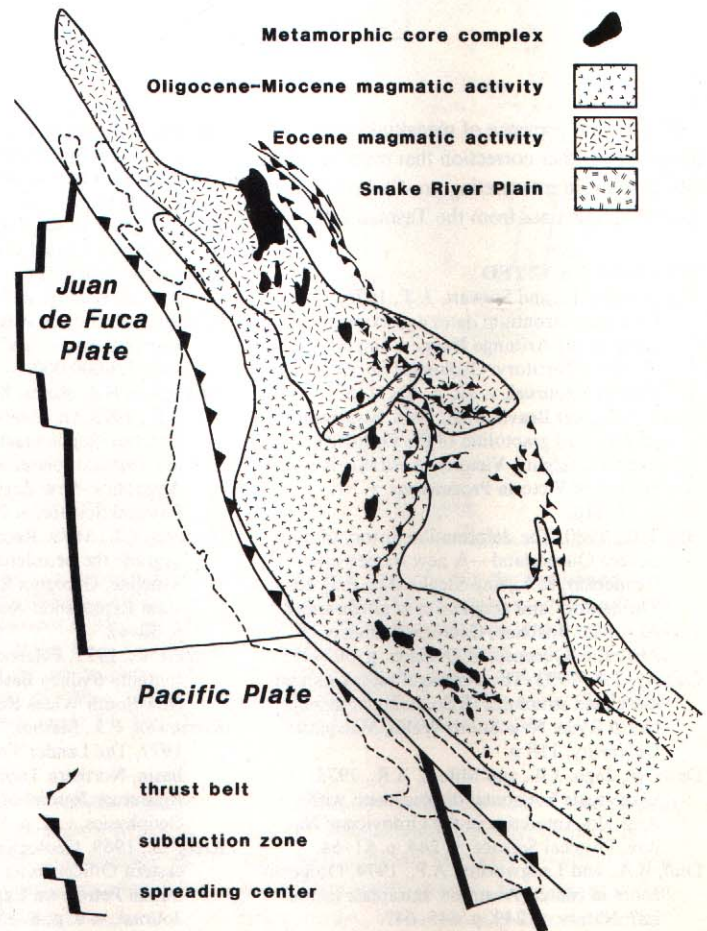 Metamorphic core complex
Oligocene-Miocene magmatic activity
Eocene magmatic activity
Snake River Plain
Juan
de Fuca
Plate
Pacific Plate
thrust belt
subduction zone
spreading center